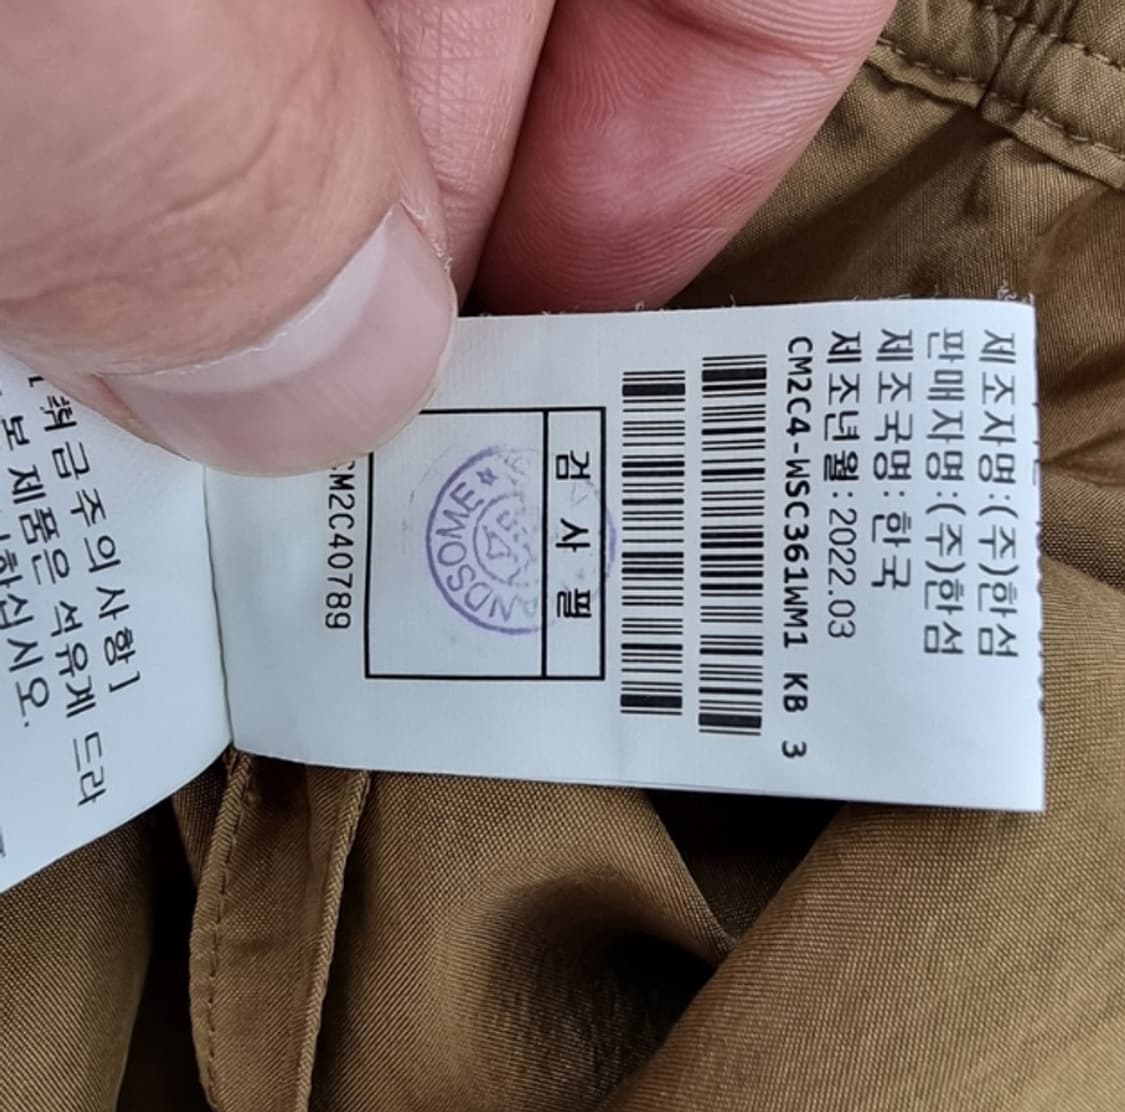 제조자명:(주)한섬
판매자명:(주)한섬
제조국명:한국
제조년월:2022.03
CM2C4-WSC361WM1 KB 3
검사필
HANDSOME
CM2C40789
취급주의사항]
본 제품은 석유계 드라
하십시오.